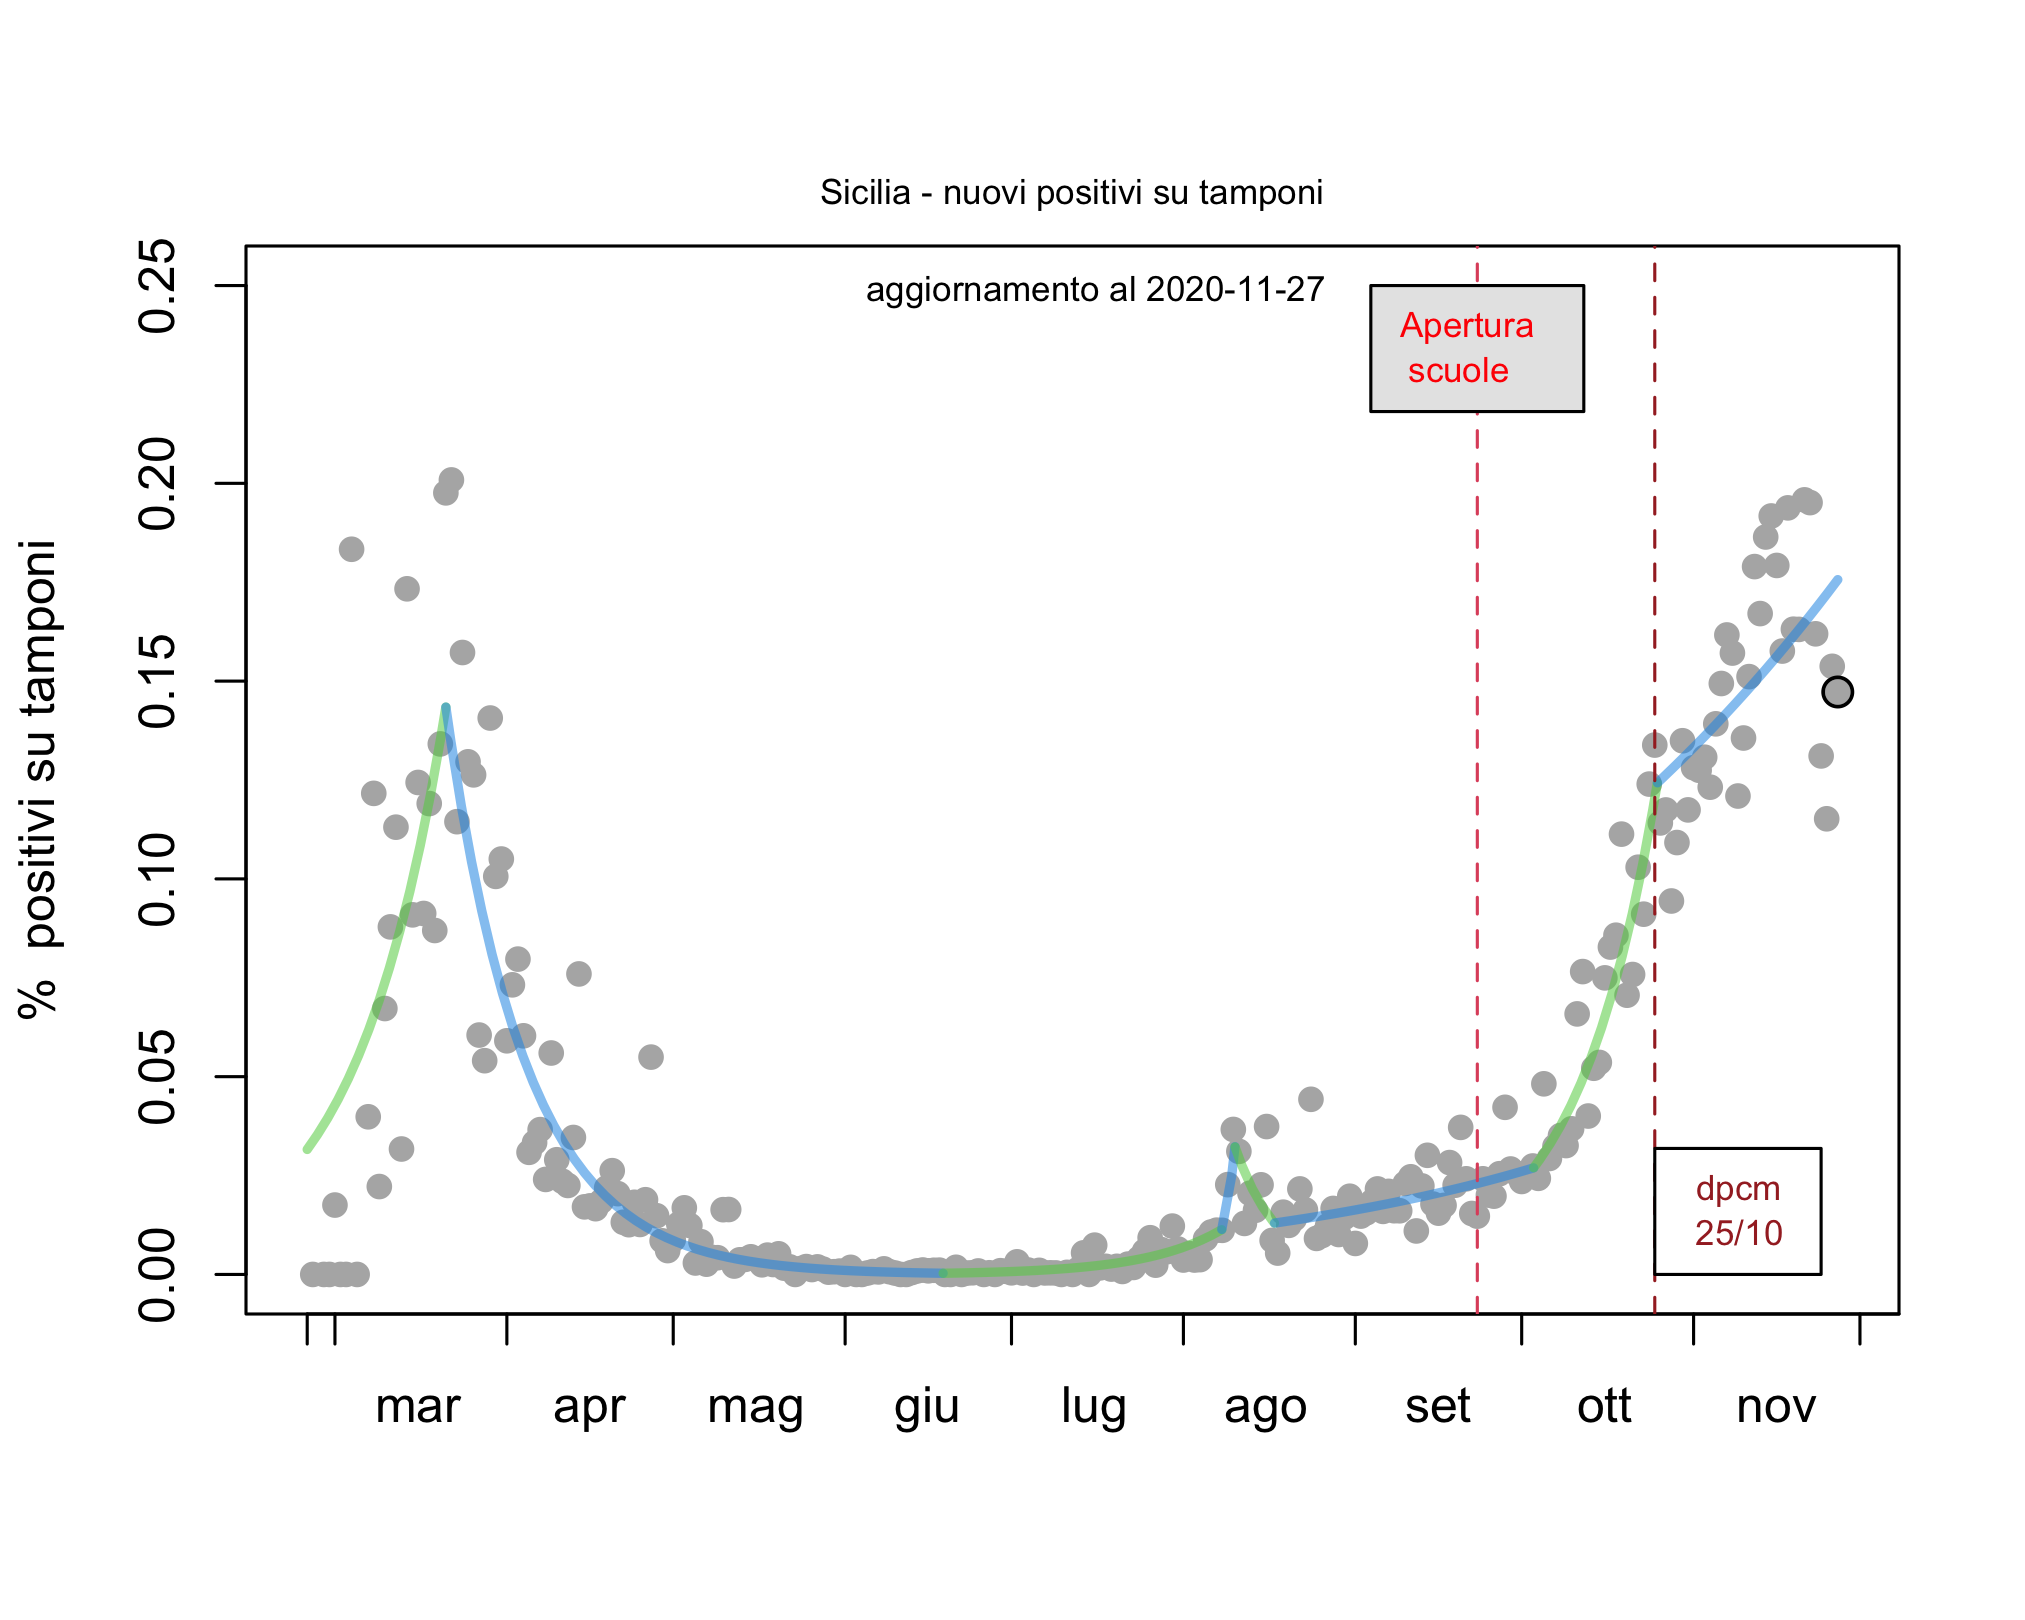 Sicilia - nuovi positivi su tamponi
aggiornamento al 2020-11-27
Apertura
scuole
% positivi su tamponi
0.25
0.20
0.15
0.10
0.05
0.00
dpcm
25/10
mar apr mag giu lug ago set ott nov